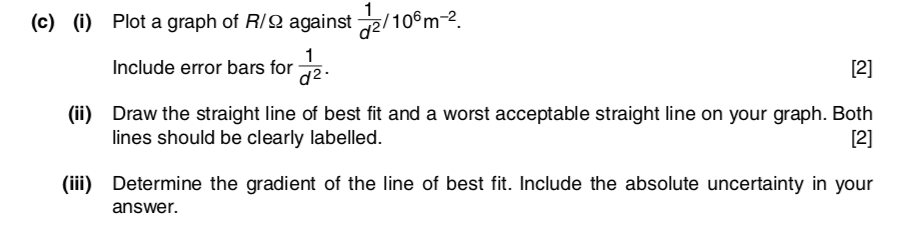 (c) (i) Plot a graph of R/Ω against 1/d²/10⁶m⁻².
Include error bars for 1/d².	[2]
(ii) Draw the straight line of best fit and a worst acceptable straight line on your graph. Both
lines should be clearly labelled.	[2]
(iii) Determine the gradient of the line of best fit. Include the absolute uncertainty in your
answer.